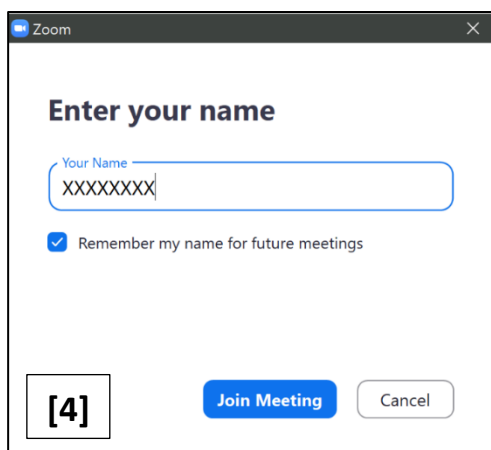 Zoom
Enter your name
Your Name
XXXXXXXX
Remember my name for future meetings
[4]
Join Meeting
Cancel